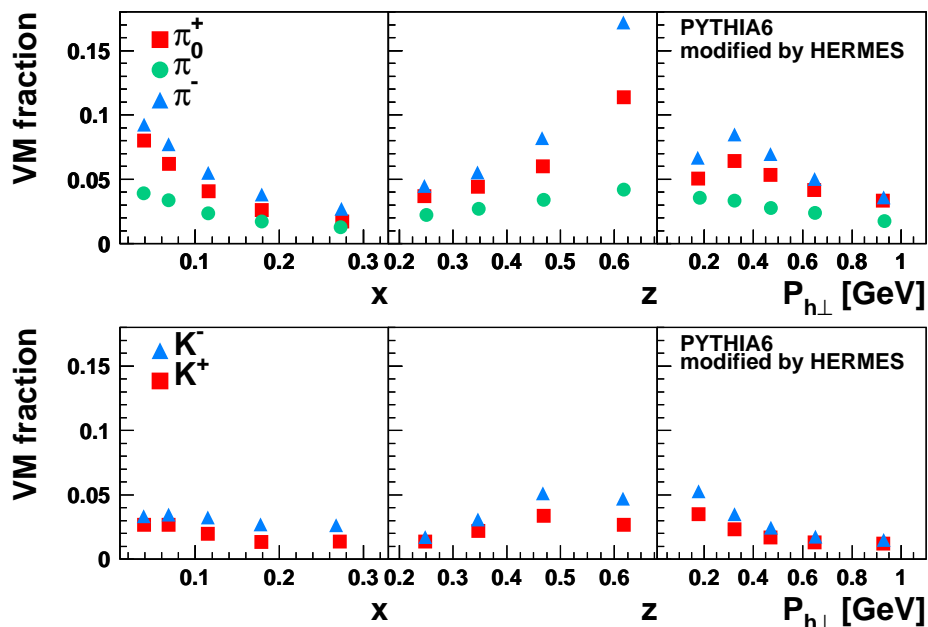 VM fraction
π+
π0
π-
PYTHIA6
modified by HERMES
0.15
0.1
0.05
0
0.1 0.2 0.3 0.2 0.3 0.4 0.5 0.6 0.2 0.4 0.6 0.8 1
x z Ph⊥ [GeV]
VM fraction
K-
K+
PYTHIA6
modified by HERMES
0.15
0.1
0.05
0
0.1 0.2 0.3 0.2 0.3 0.4 0.5 0.6 0.2 0.4 0.6 0.8 1
x z Ph⊥ [GeV]